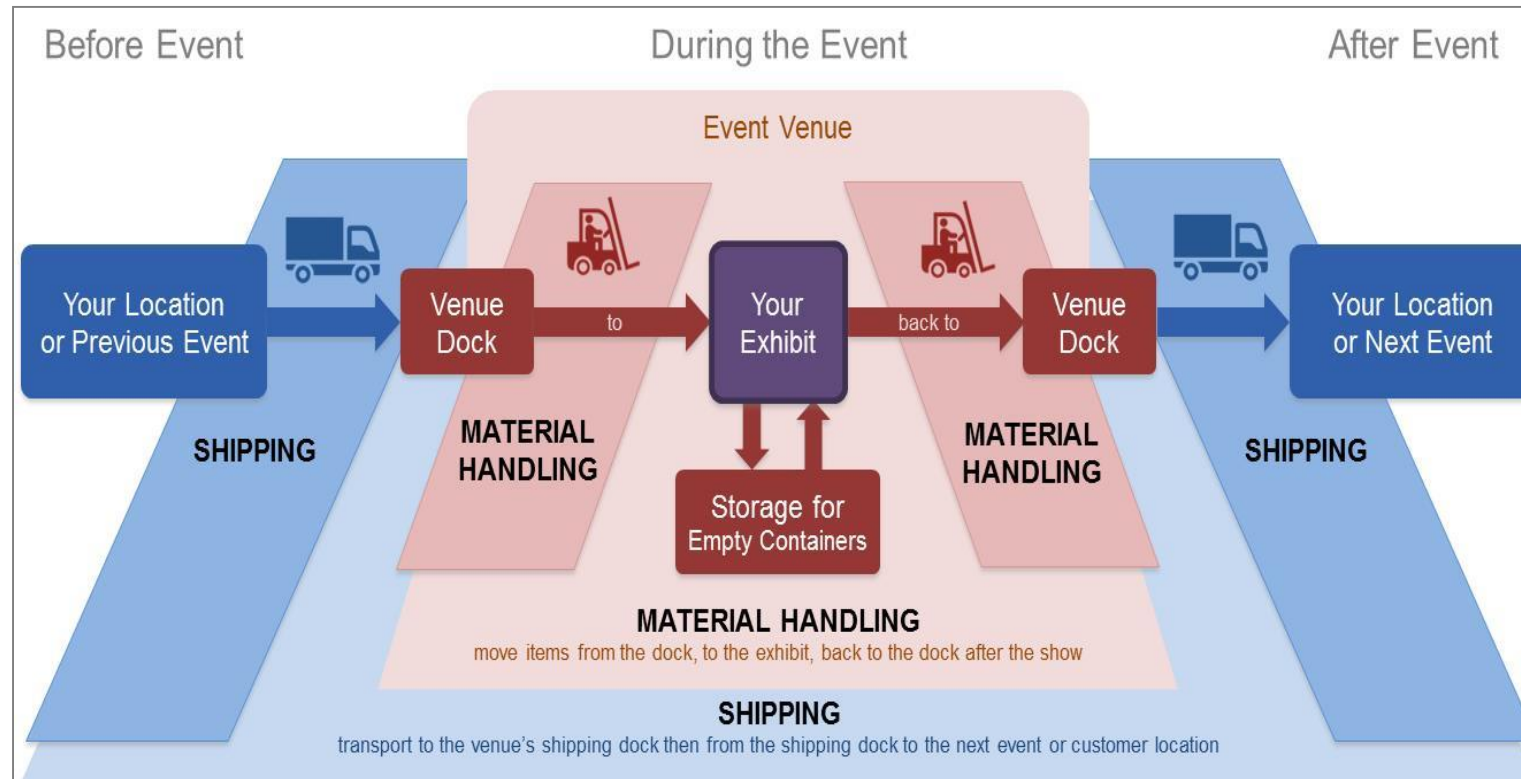 Before Event
During the Event
After Event
Event Venue
Your Location
or Previous Event
Venue
Dock
to
Your
Exhibit
back to
Venue
Dock
Your Location
or Next Event
SHIPPING
MATERIAL
HANDLING
MATERIAL
HANDLING
SHIPPING
Storage for
Empty Containers
MATERIAL HANDLING
move items from the dock, to the exhibit, back to the dock after the show
SHIPPING
transport to the venue's shipping dock then from the shipping dock to the next event or customer location